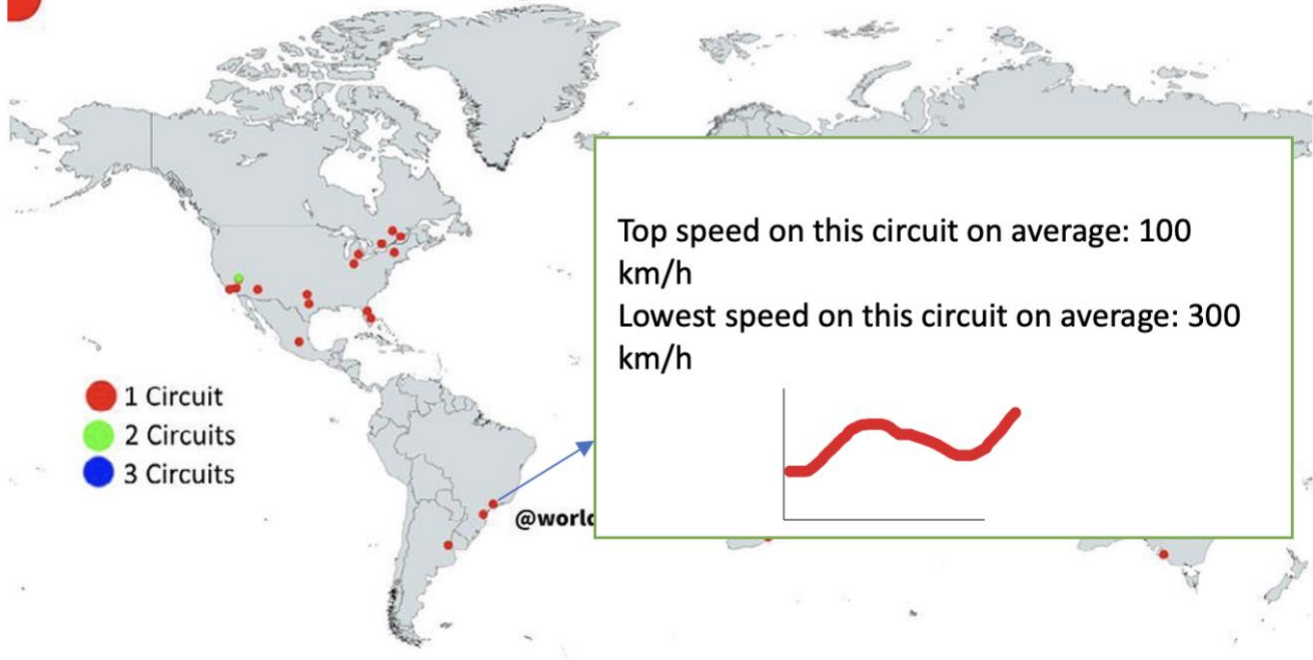 Top speed on this circuit on average: 100
km/h
Lowest speed on this circuit on average: 300
km/h
1 Circuit
2 Circuits
3 Circuits
@world